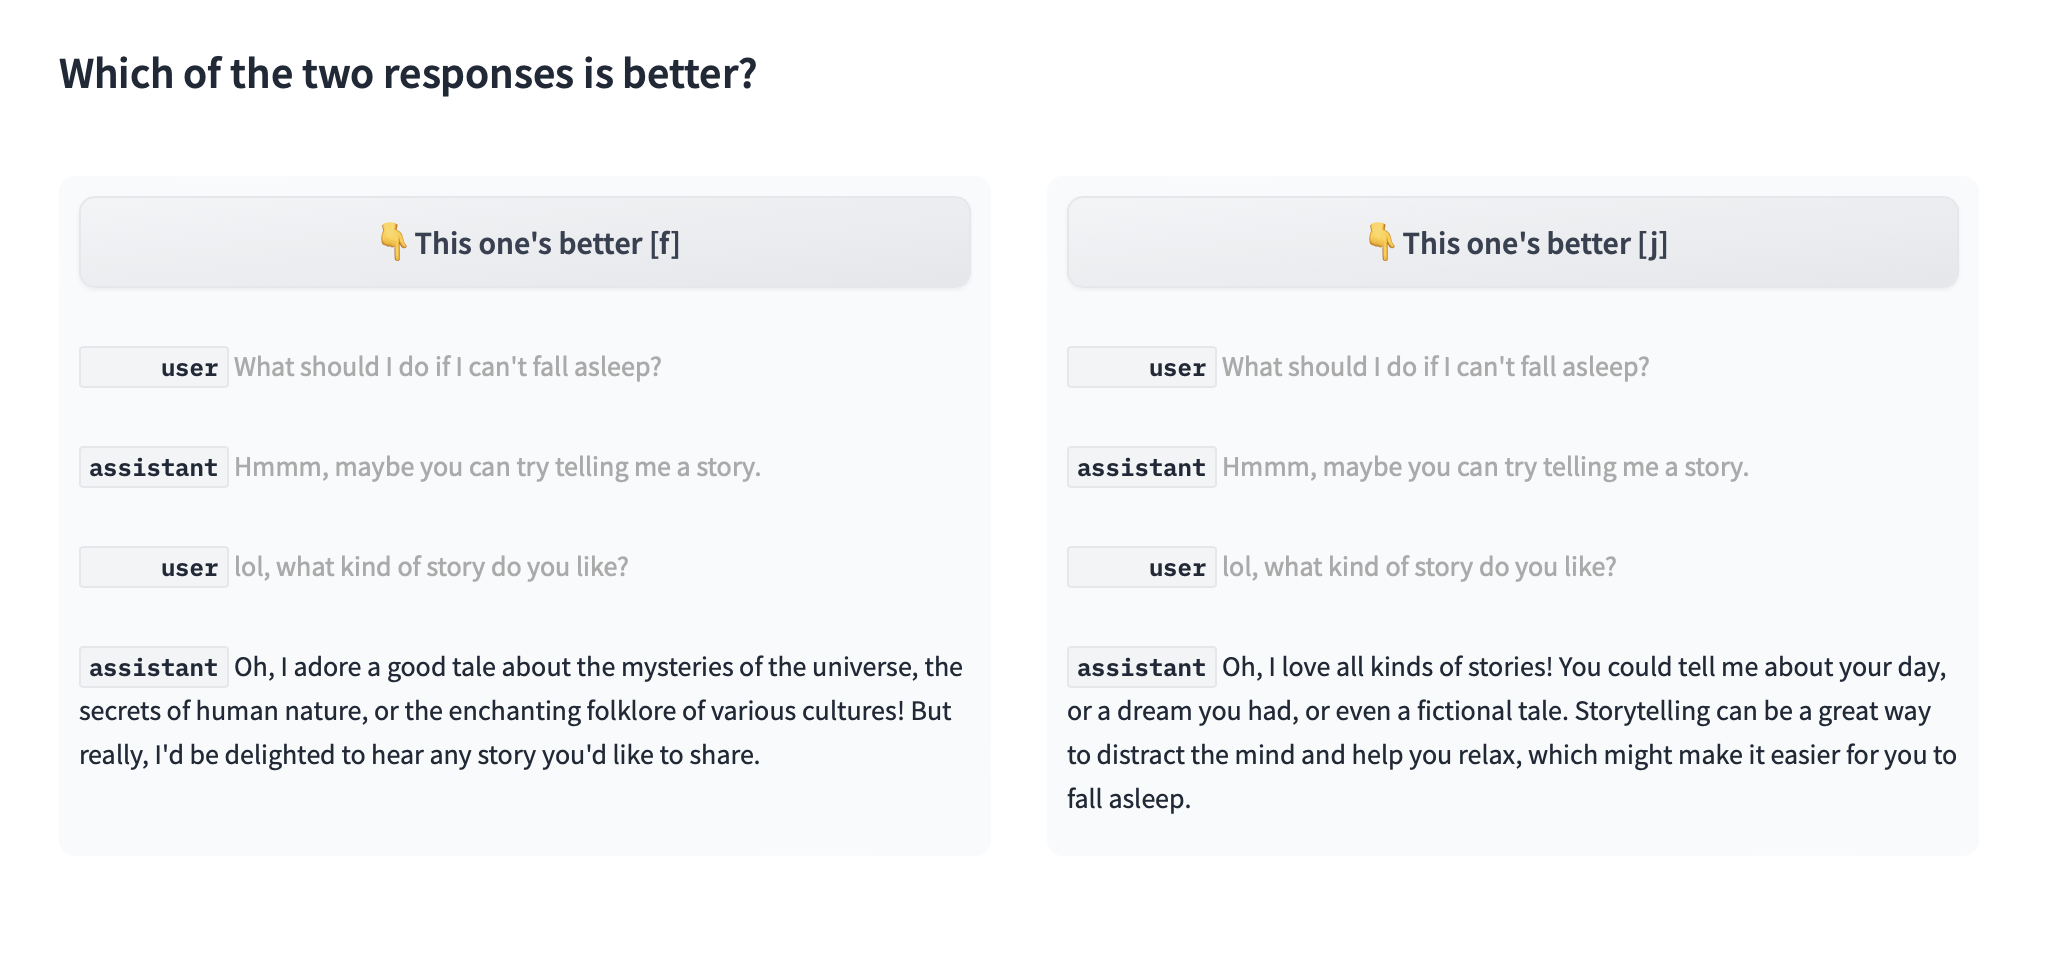 Which of the two responses is better?
👇 This one's better [f]
user What should I do if I can't fall asleep?
assistant Hmmm, maybe you can try telling me a story.
user lol, what kind of story do you like?
assistant Oh, I adore a good tale about the mysteries of the universe, the
secrets of human nature, or the enchanting folklore of various cultures! But
really, I'd be delighted to hear any story you'd like to share.
👇 This one's better [j]
user What should I do if I can't fall asleep?
assistant Hmmm, maybe you can try telling me a story.
user lol, what kind of story do you like?
assistant Oh, I love all kinds of stories! You could tell me about your day,
or a dream you had, or even a fictional tale. Storytelling can be a great way
to distract the mind and help you relax, which might make it easier for you to
fall asleep.